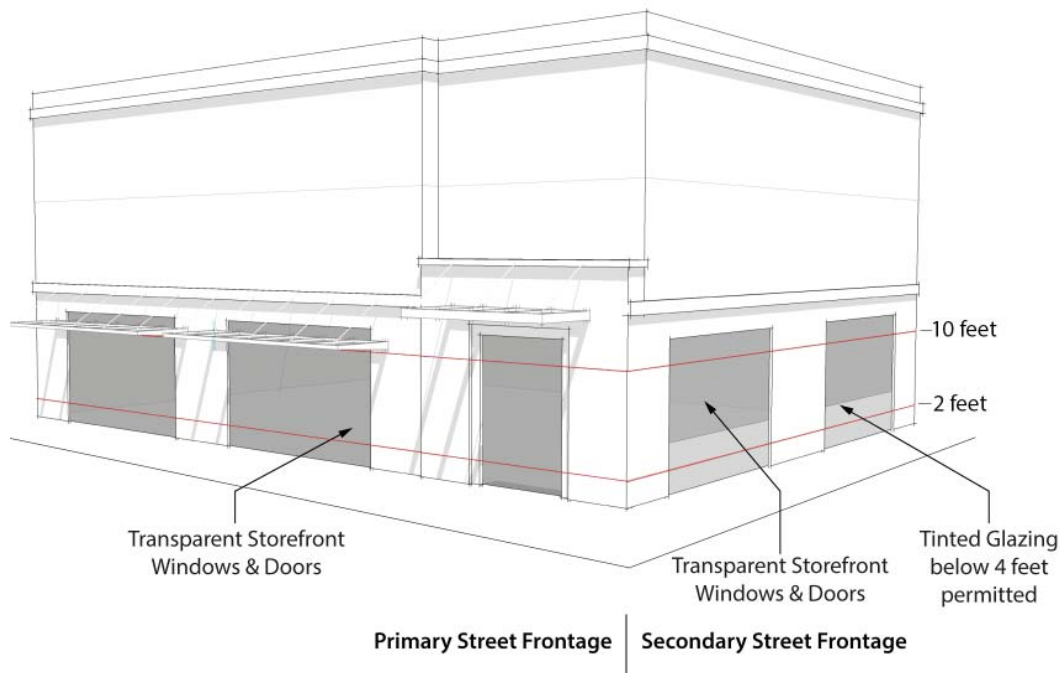 10 feet
2 feet
Transparent Storefront
Windows & Doors
Transparent Storefront
Windows & Doors
Tinted Glazing
below 4 feet
permitted
Primary Street Frontage
Secondary Street Frontage